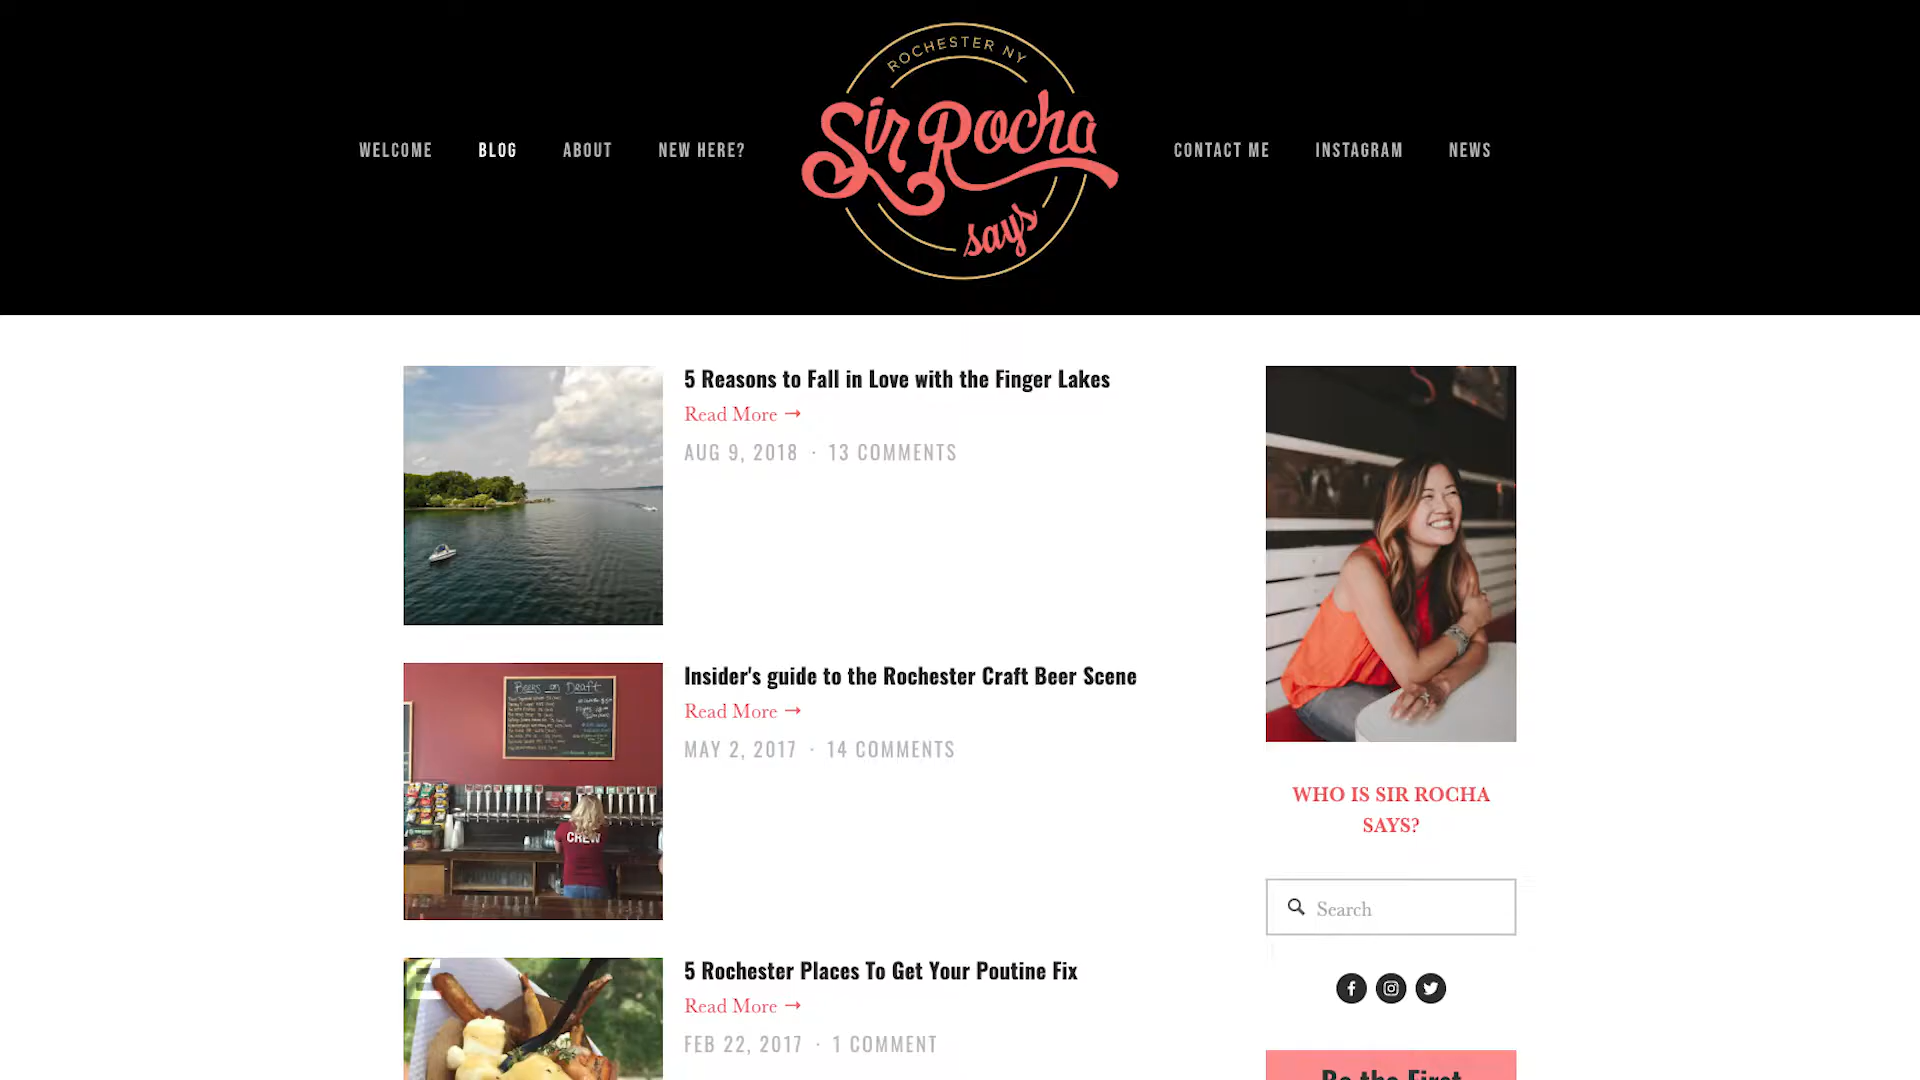 ROCHESTER NY
Sir Rocha
says
WELCOME
BLOG
ABOUT
NEW HERE?
CONTACT ME
INSTAGRAM
NEWS
5 Reasons to Fall in Love with the Finger Lakes
Read More →
AUG 9, 2018 · 13 COMMENTS
Beers on Draft
CREW
Insider's guide to the Rochester Craft Beer Scene
Read More →
MAY 2, 2017 · 14 COMMENTS
5 Rochester Places To Get Your Poutine Fix
Read More →
FEB 22, 2017 · 1 COMMENT
WHO IS SIR ROCHA
SAYS?
Search
Be the First